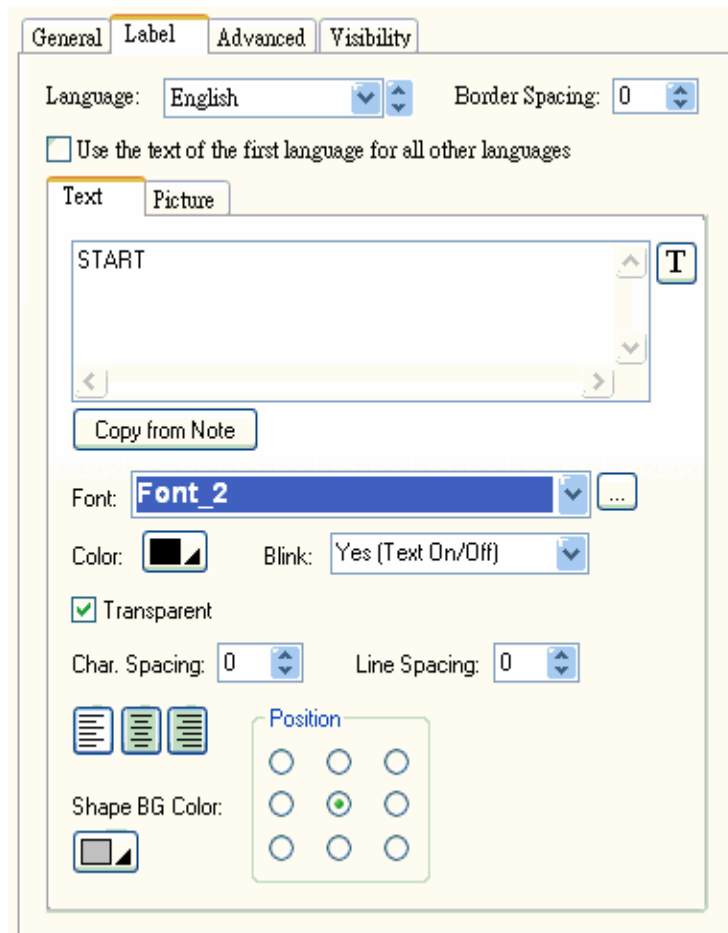 General Label Advanced Visibility
Language: English Border Spacing: 0
Use the text of the first language for all other languages
Text Picture
START
T
Copy from Note
Font: Font_2 ...
Color: Blink: Yes (Text On/Off)
Transparent
Char. Spacing: 0 Line Spacing: 0
Position
Shape BG Color: